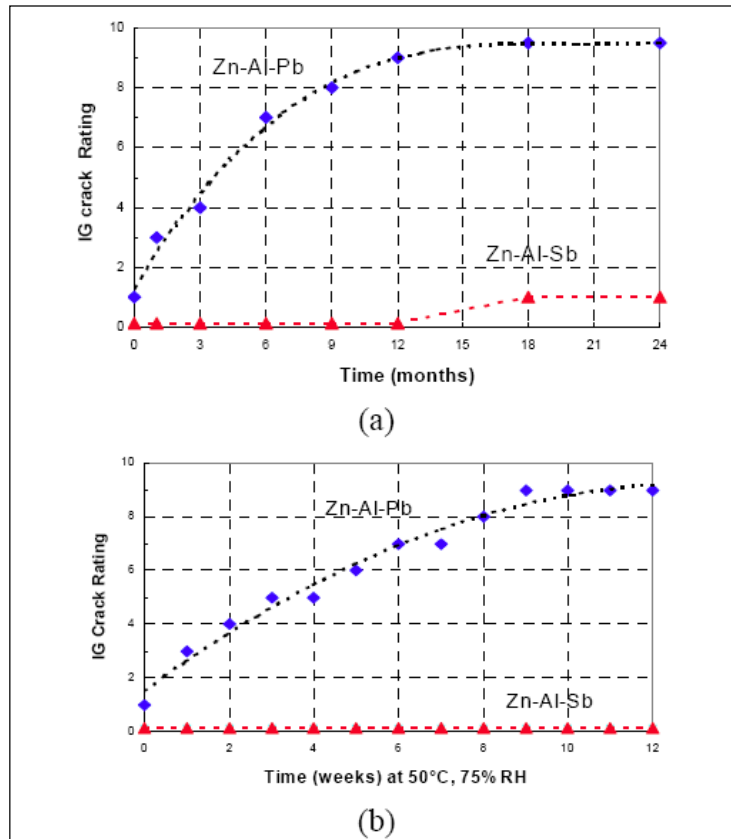 10
Zn-Al-Pb
8
6
IG crack Rating
4
Zn-Al-Sb
2
0
0 3 6 9 12 15 18 21 24
Time (months)
(a)
10
Zn-Al-Pb
8
6
IG Crack Rating
4
2
Zn-Al-Sb
0
0 2 4 6 8 10 12
Time (weeks) at 50°C, 75% RH
(b)